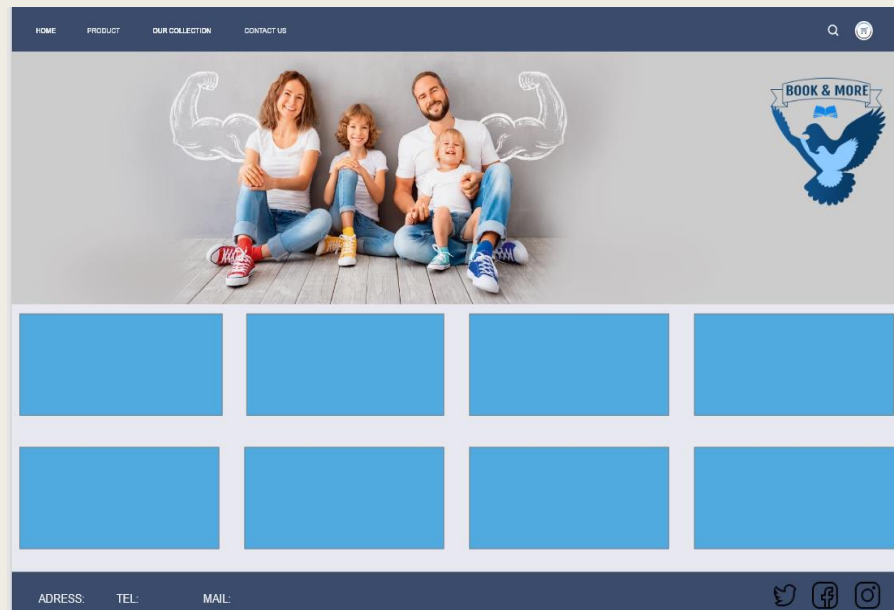 HOME PRODUCT OUR COLLECTION CONTACT US
BOOK & MORE
ADRESS: TEL: MAIL: